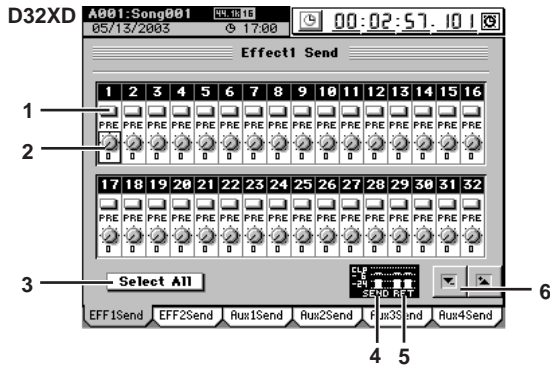 D32XD
A001:Song001 44.1K 16
05/13/2003 17:00
00:02:57.101
Effect1 Send
1 2 3 4 5 6 7 8 9 10 11 12 13 14 15 16
PRE PRE PRE PRE PRE PRE PRE PRE PRE PRE PRE PRE PRE PRE PRE PRE
0 0 0 0 0 0 0 0 0 0 0 0 0 0 0 0
17 18 19 20 21 22 23 24 25 26 27 28 29 30 31 32
PRE PRE PRE PRE PRE PRE PRE PRE PRE PRE PRE PRE PRE PRE PRE PRE
0 0 0 0 0 0 0 0 0 0 0 0 0 0 0 0
Select All
CLP
-24
SEND RET
EFF1Send EFF2Send Aux1Send Aux2Send Aux3Send Aux4Send
1
2
3
4 5
6